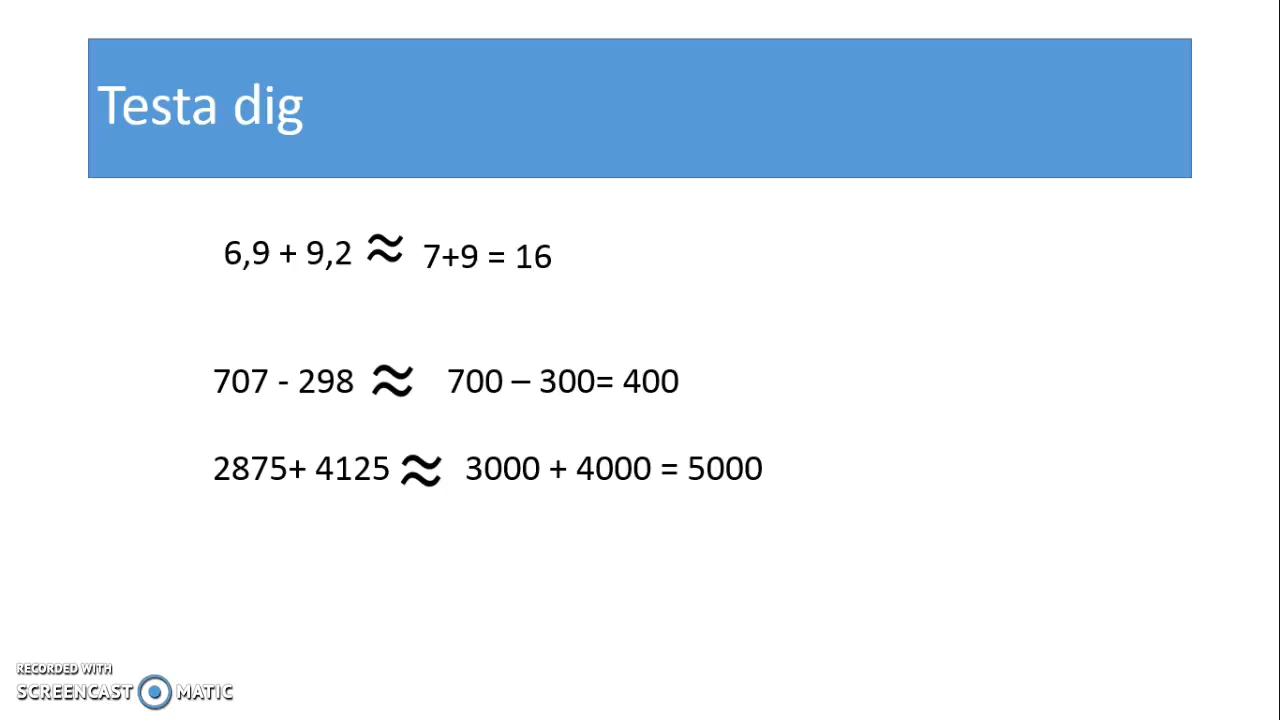 Testa dig
6,9 + 9,2 ≈ 7+9 = 16
707 - 298 ≈ 700 – 300= 400
2875+ 4125 ≈ 3000 + 4000 = 5000
RECORDED WITH
SCREENCAST MATIC